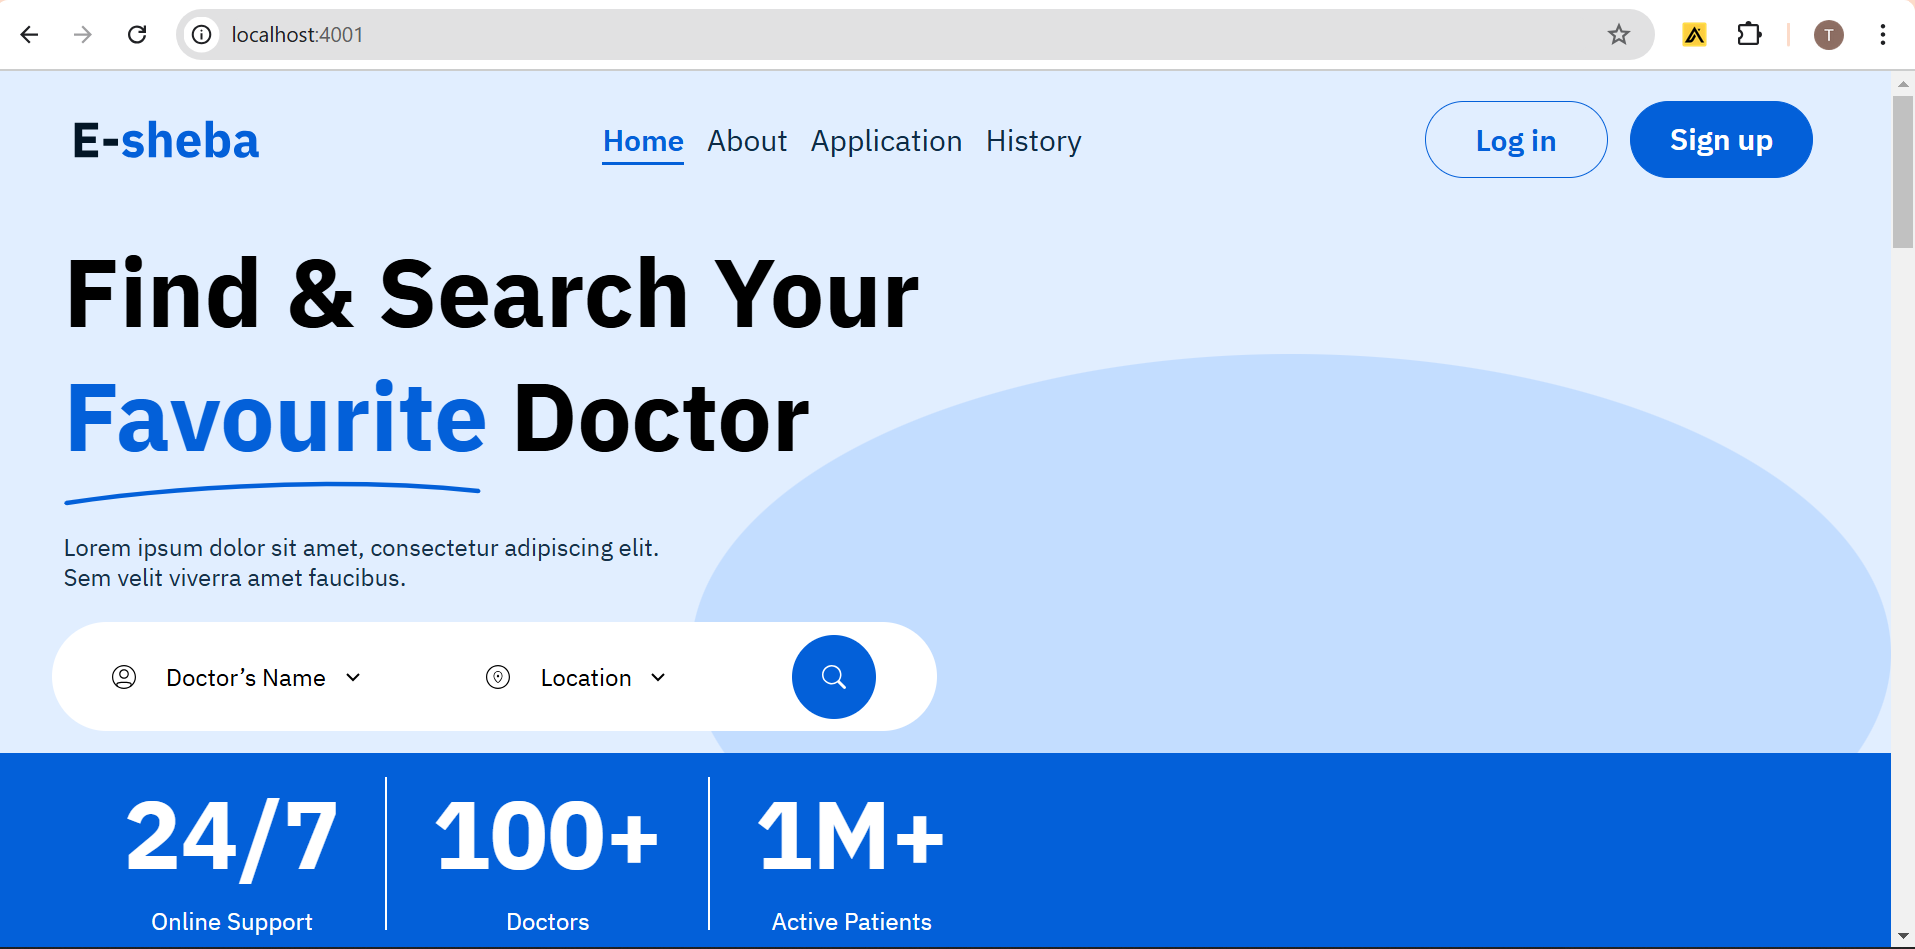 localhost:4001
T
E-sheba
Home About Application History
Log in
Sign up
Find & Search Your
Favourite Doctor
Lorem ipsum dolor sit amet, consectetur adipiscing elit.
Sem velit viverra amet faucibus.
Doctor’s Name
Location
24/7
Online Support
100+
Doctors
1M+
Active Patients